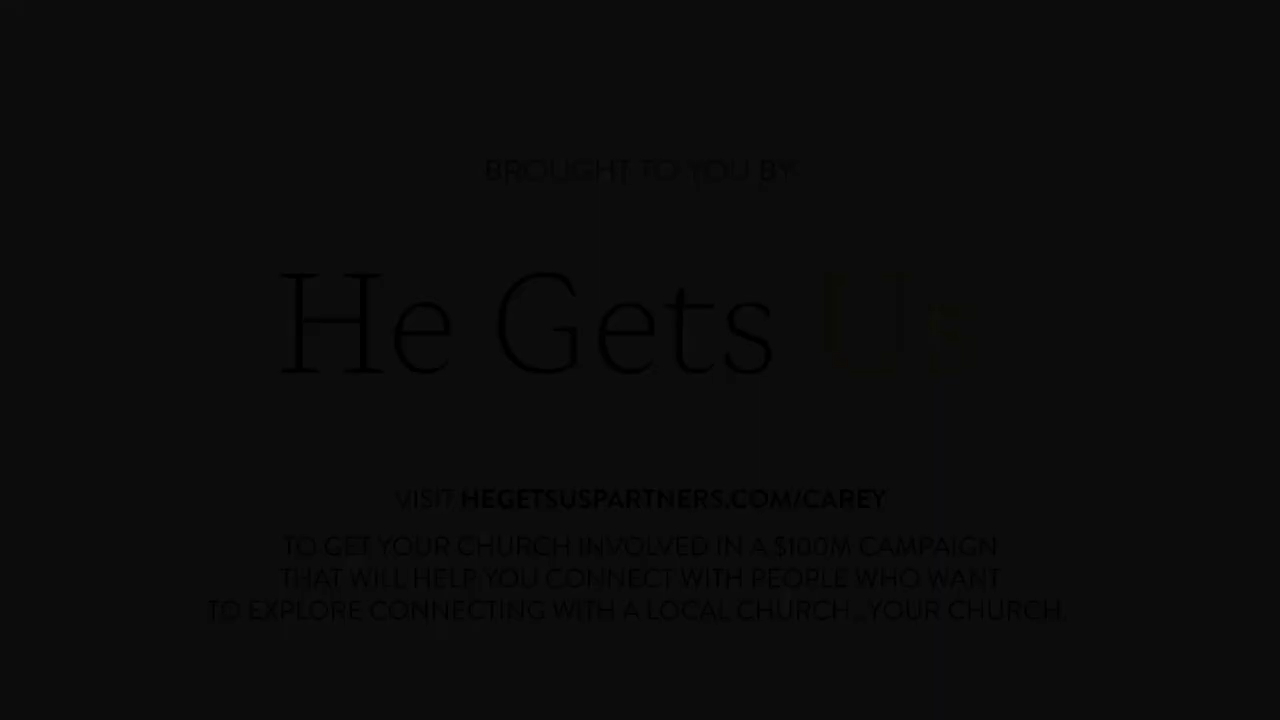 BROUGHT TO YOU BY
He Gets Us
VISIT HEGETSUSPARTNERS.COM/CAREY
TO GET YOUR CHURCH INVOLVED IN A $100M CAMPAIGN
THAT WILL HELP YOU CONNECT WITH PEOPLE WHO WANT
TO EXPLORE CONNECTING WITH A LOCAL CHURCH...YOUR CHURCH.